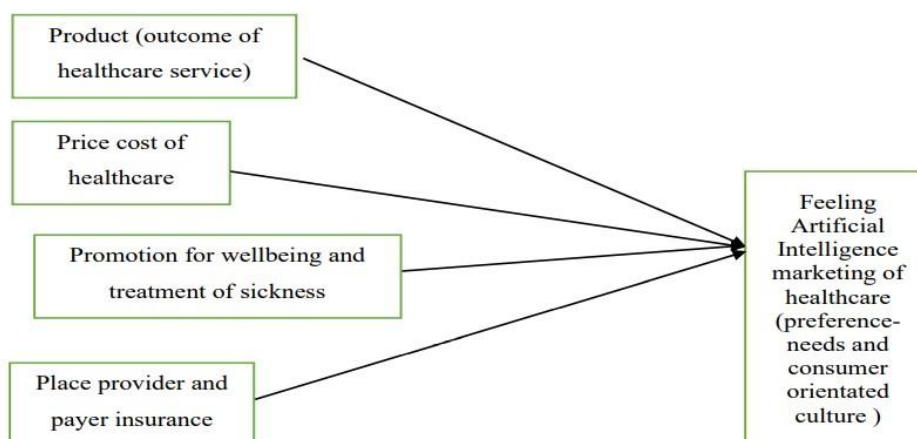 Product (outcome of
healthcare service)
Price cost of
healthcare
Promotion for wellbeing and
treatment of sickness
Place provider and
payer insurance
Feeling
Artificial
Intelligence
marketing of
healthcare
(preference-
needs and
consumer
orientated
culture )